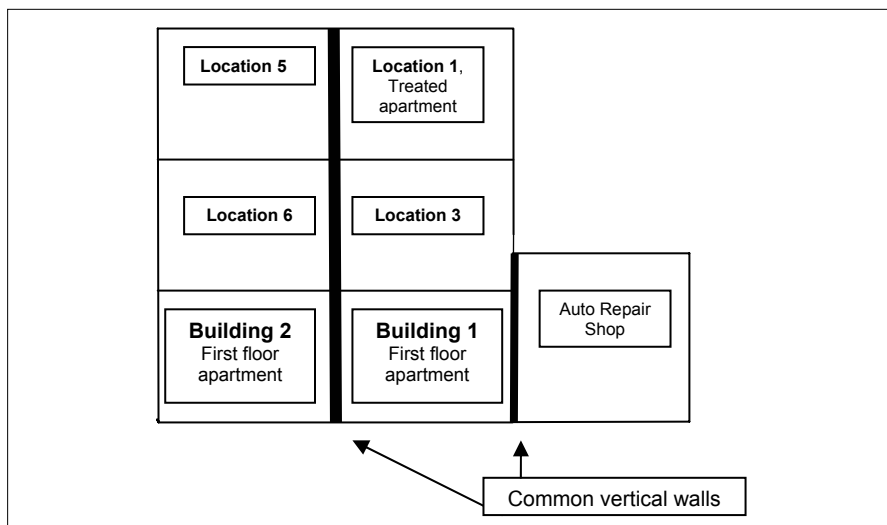 Location 5
Location 1,
Treated
apartment
Location 6
Location 3
Building 2
First floor
apartment
Building 1
First floor
apartment
Auto Repair
Shop
Common vertical walls